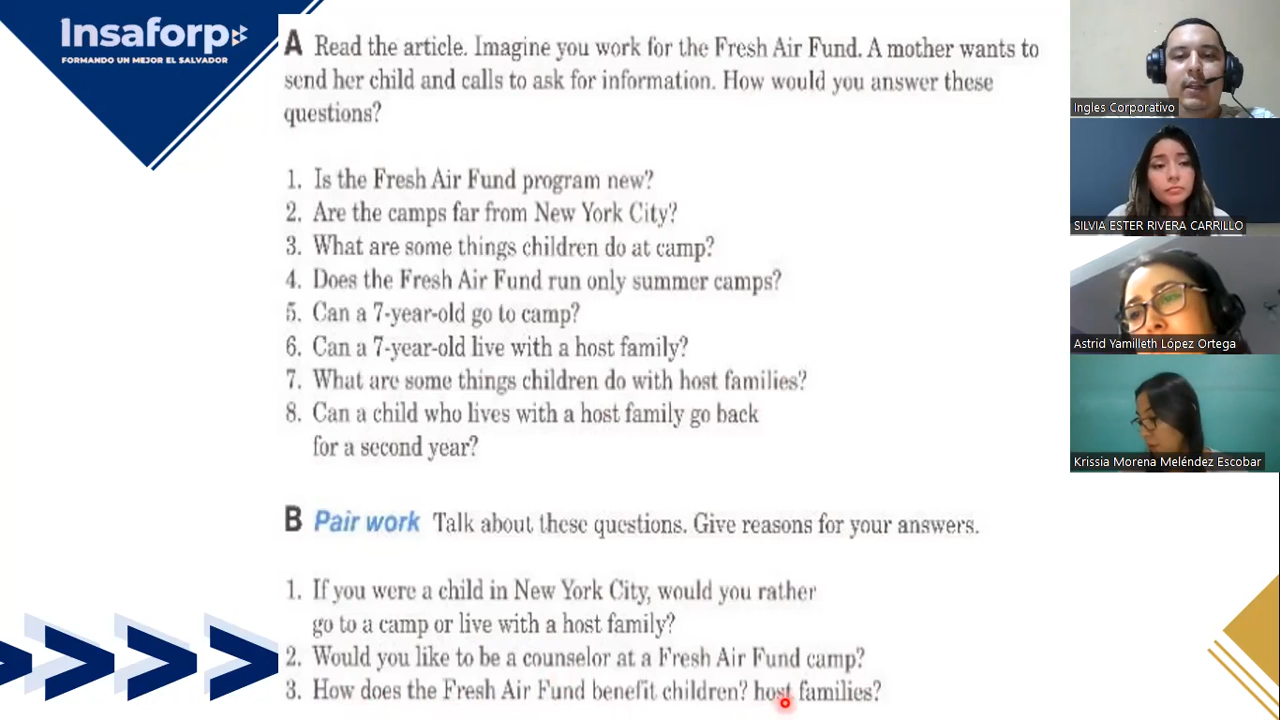 Insaforp
FORMANDO UN MEJOR EL SALVADOR
A Read the article. Imagine you work for the Fresh Air Fund. A mother wants to
send her child and calls to ask for information. How would you answer these
questions?
1. Is the Fresh Air Fund program new?
2. Are the camps far from New York City?
3. What are some things children do at camp?
4. Does the Fresh Air Fund run only summer camps?
5. Can a 7-year-old go to camp?
6. Can a 7-year-old live with a host family?
7. What are some things children do with host families?
8. Can a child who lives with a host family go back
for a second year?
B Pair work Talk about these questions. Give reasons for your answers.
1. If you were a child in New York City, would you rather
go to a camp or live with a host family?
2. Would you like to be a counselor at a Fresh Air Fund camp?
3. How does the Fresh Air Fund benefit children? host families?
Ingles Corporativo
SILVIA ESTER RIVERA CARRILLO
Astrid Yamilleth López Ortega
Krissia Morena Meléndez Escobar